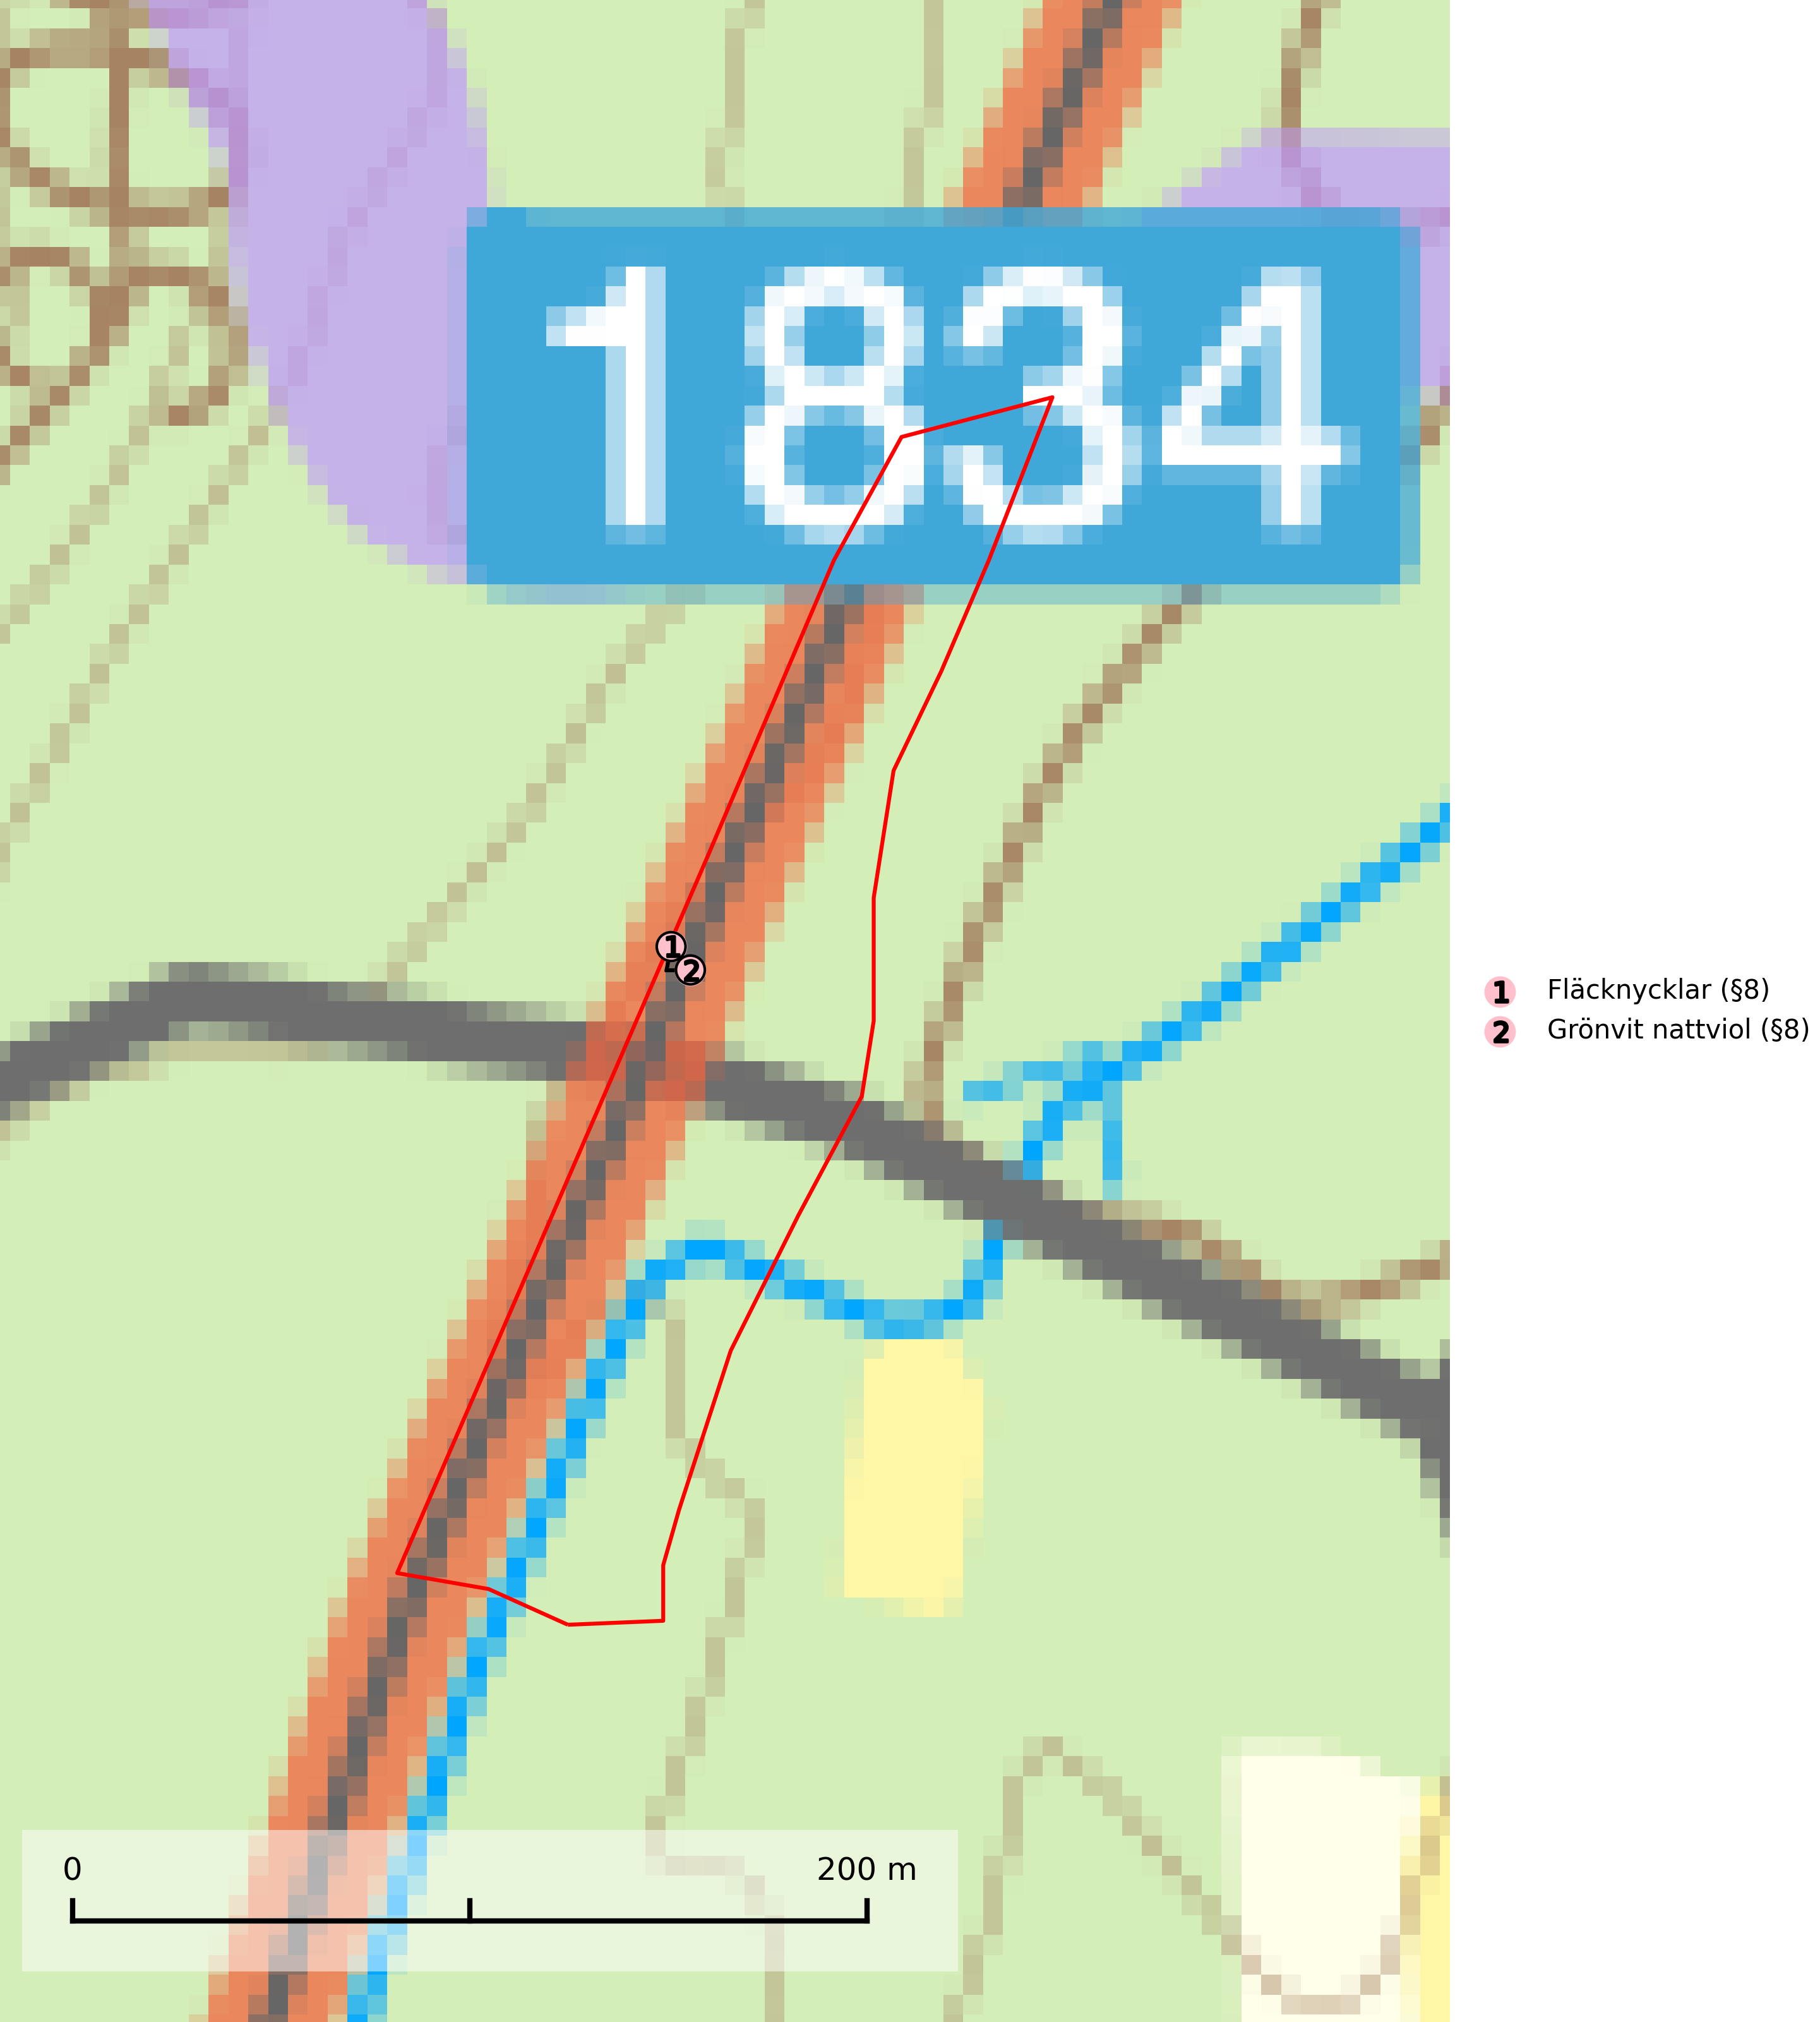 1834
1
2
1 Fläcknycklar (§8)
2 Grönvit nattviol (§8)
0 200 m